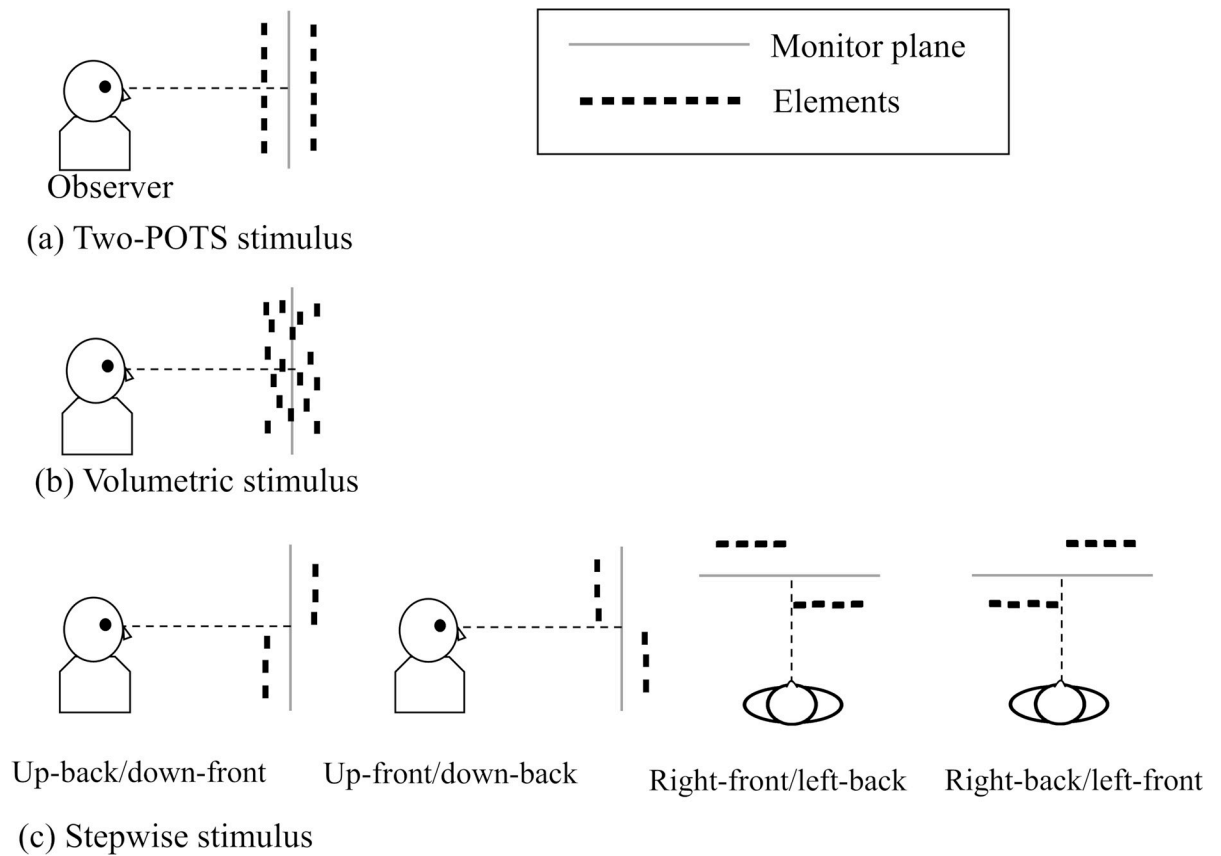 Monitor plane
Elements
Observer
(a) Two-POTS stimulus
(b) Volumetric stimulus
Up-back/down-front
Up-front/down-back
Right-front/left-back
Right-back/left-front
(c) Stepwise stimulus